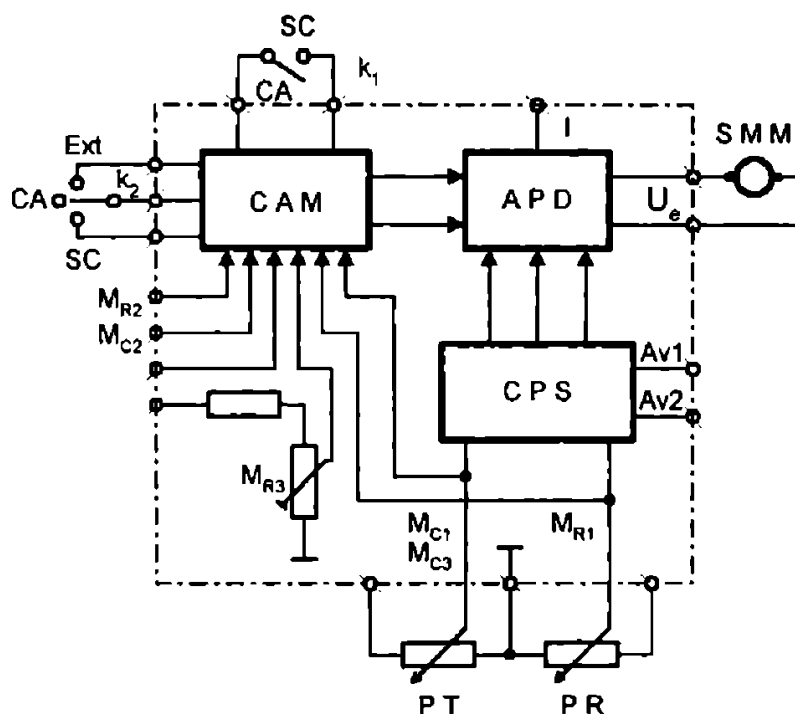 SC
k1
CA
I
SMM
Ext
k2
CA
CAM
APD
Ue
SC
MR2
MC2
Av1
CPS
Av2
MR3
MC1
MR1
MC3
PT
PR